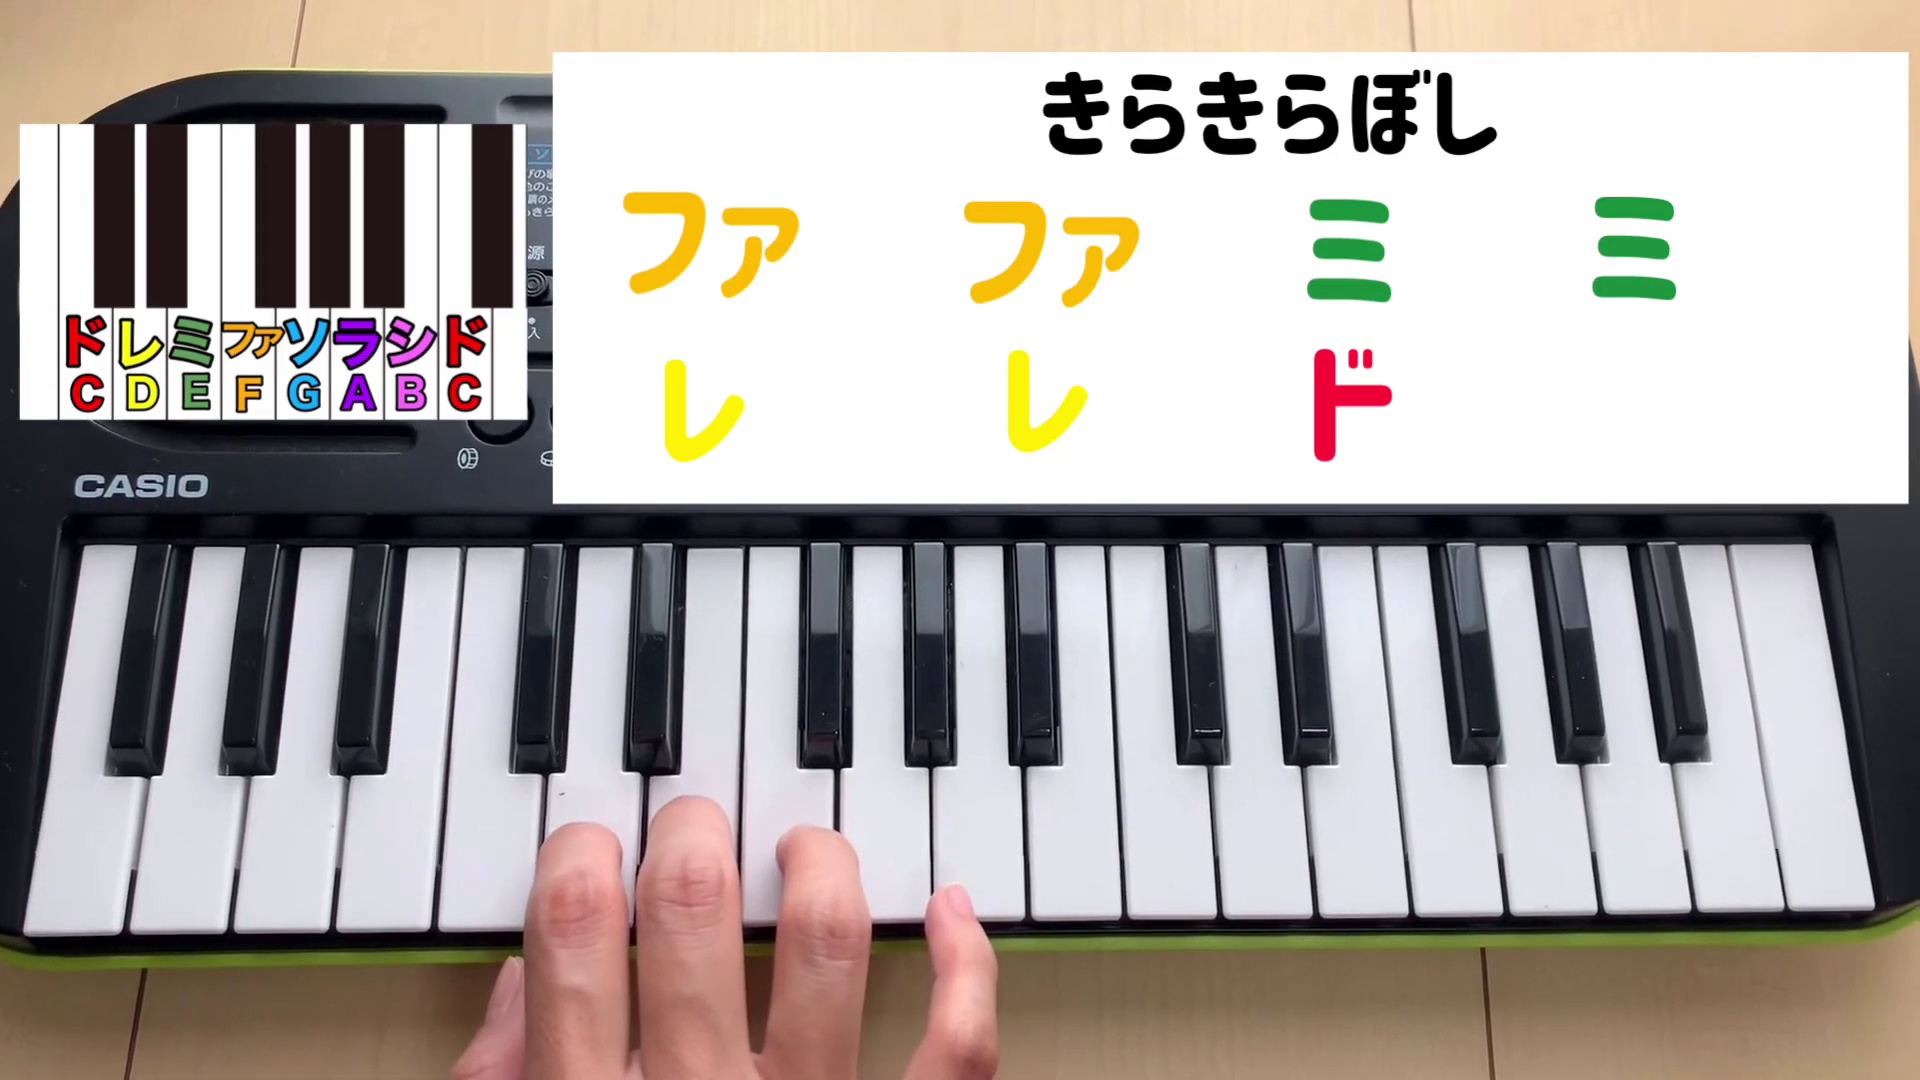 きらきらぼし
ファ ファ ミ ミ
レ レ ド
ド レ ミ ファ ソ ラ シ ド
C D E F G A B C
CASIO